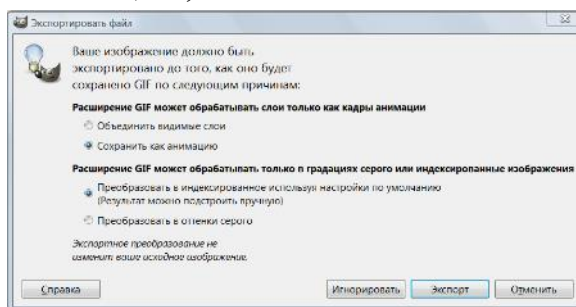 Экспортировать файл
Ваше изображение должно быть
экспортировано до того, как оно будет
сохранено GIF по следующим причинам:
Расширение GIF может обрабатывать слои только как кадры анимации
Объединить видимые слои
Сохранить как анимацию
Расширение GIF может обрабатывать только в градациях серого или индексированные изображения
Преобразовать в индексированное используя настройки по умолчанию
(Результат можно подстроить вручную)
Преобразовать в оттенки серого
Экспортное преобразование не
изменит ваше исходное изображение.
Справка
Игнорировать
Экспорт
Отменить